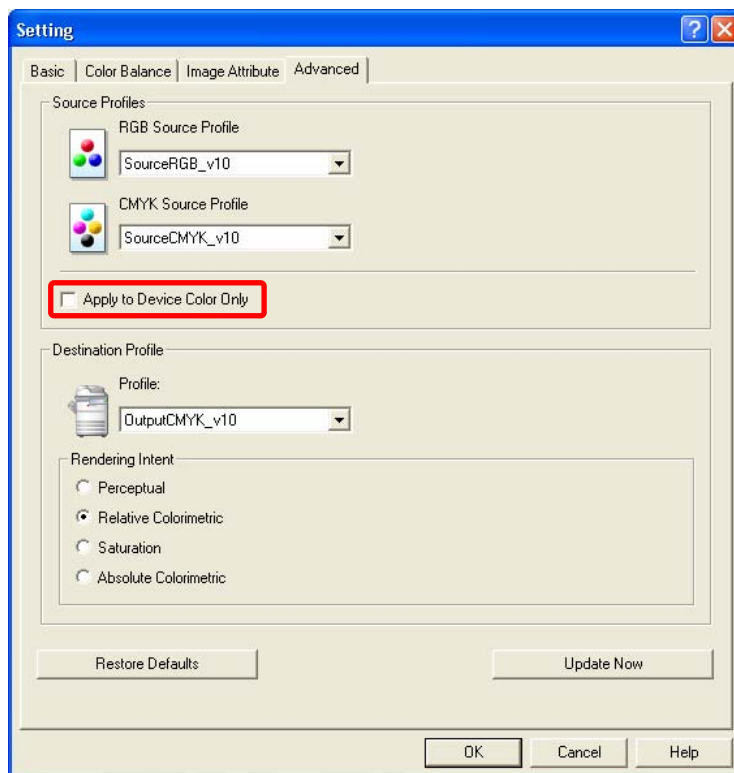 Setting
Basic Color Balance Image Attribute Advanced
Source Profiles
RGB Source Profile
SourceRGB_v10
CMYK Source Profile
SourceCMYK_v10
Apply to Device Color Only
Destination Profile
Profile:
OutputCMYK_v10
Rendering Intent
Perceptual
Relative Colorimetric
Saturation
Absolute Colorimetric
Restore Defaults Update Now
OK Cancel Help